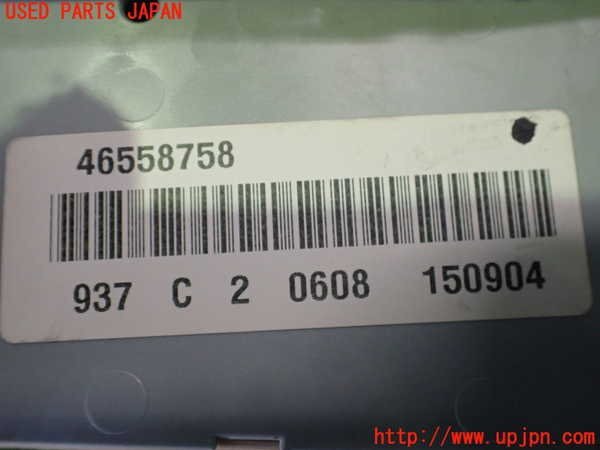 USED PARTS JAPAN
46558758
937 C 2 0608 150904
http://www.upjpn.com/